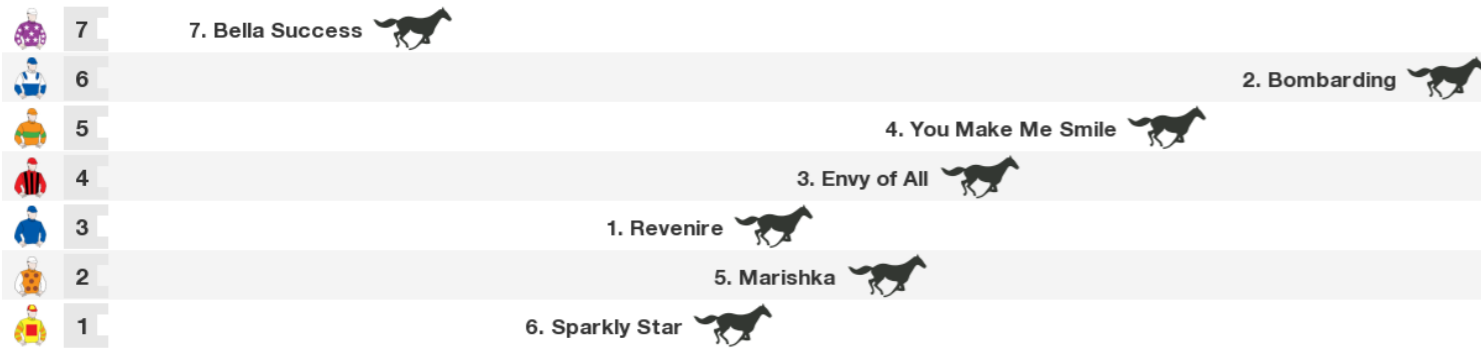 7 7. Bella Success
6 2. Bombarding
5 4. You Make Me Smile
4 3. Envy of All
3 1. Revenire
2 5. Marishka
1 6. Sparkly Star